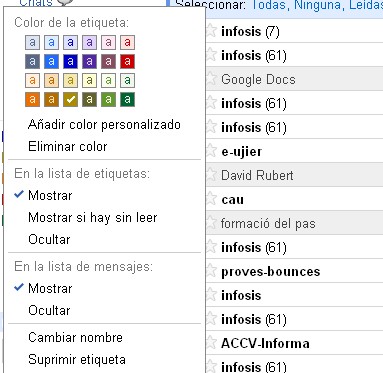 Chats
Seleccionar: Todas, Ninguna, Leídas
Color de la etiqueta:
a a a a a a
a a a a a a
a a a a a a
a a a a a
Añadir color personalizado
Eliminar color
En la lista de etiquetas:
Mostrar
Mostrar si hay sin leer
Ocultar
En la lista de mensajes:
Mostrar
Ocultar
Cambiar nombre
Suprimir etiqueta
infosis (7)
infosis (61)
Google Docs
infosis (61)
infosis (61)
e-ujier
David Rubert
cau
formació del pas
infosis (61)
proves-bounces
infosis
infosis (61)
ACCV-Informa
infosis (61)